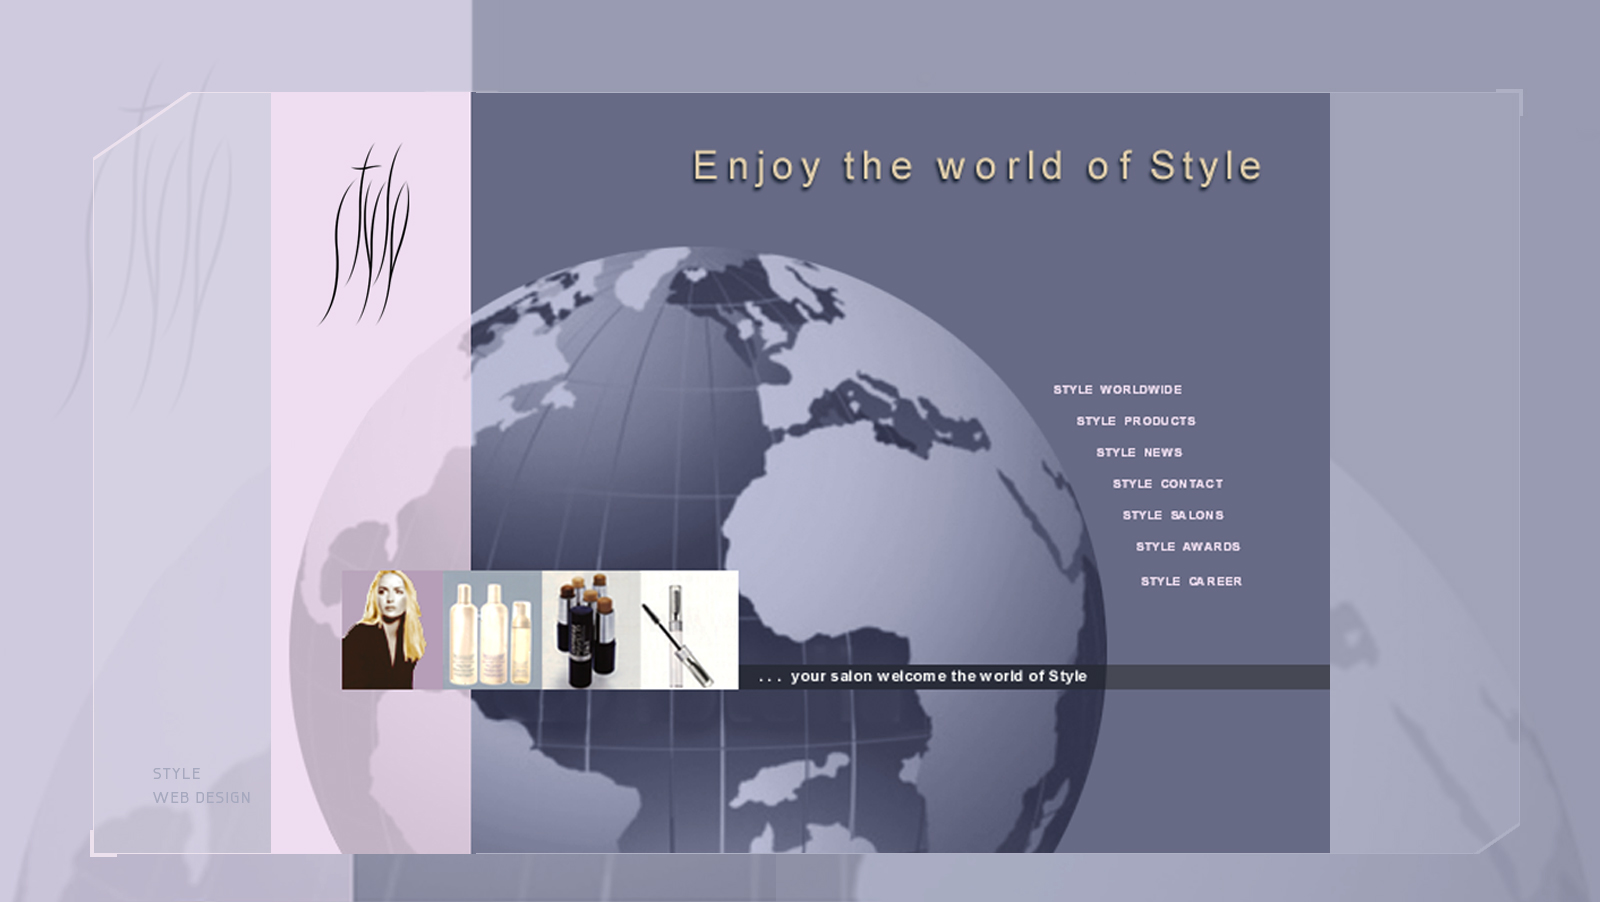 style
Enjoy the world of Style
STYLE WORLDWIDE
STYLE PRODUCTS
STYLE NEWS
STYLE CONTACT
STYLE SALONS
STYLE AWARDS
STYLE CAREER
... your salon welcome the world of Style
STYLE
WEB DESIGN